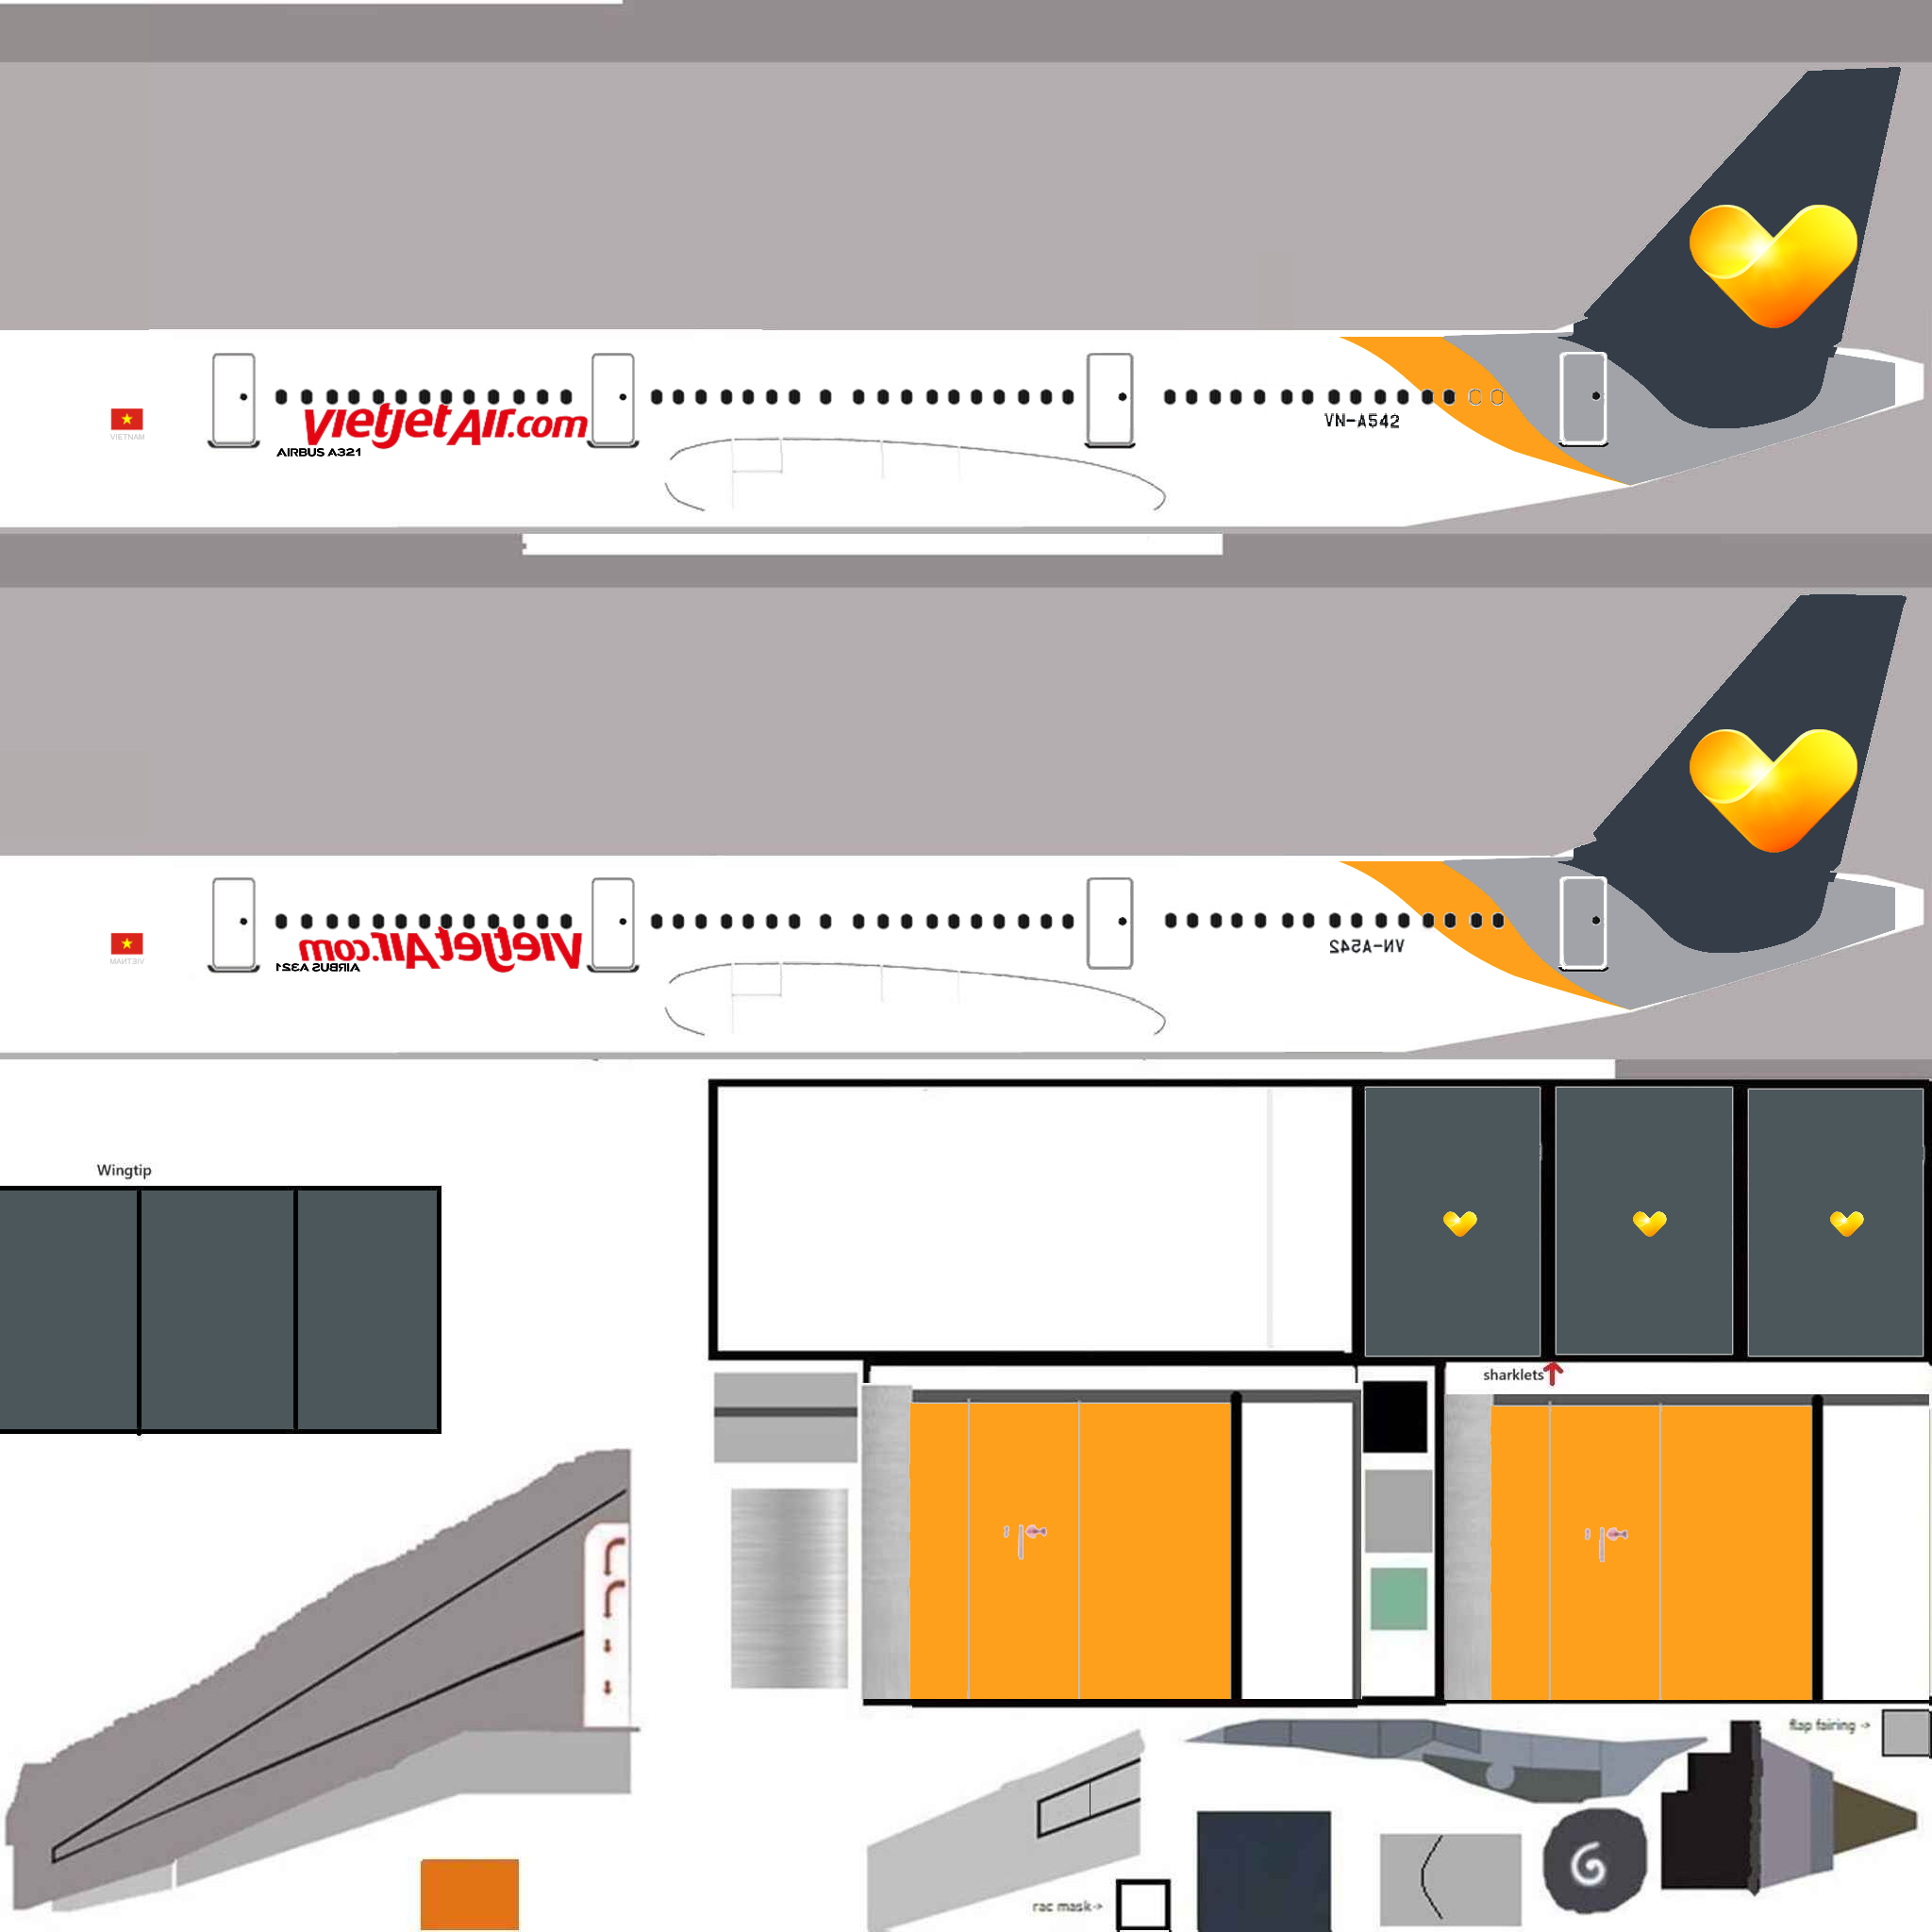 VIETNAM
vietjetAir.com
AIRBUS A321
VN-A542
VIETNAM
vietjetAir.com
AIRBUS A321
VN-A542
Wingtip
sharklets
flap fairing ->
rac mask->